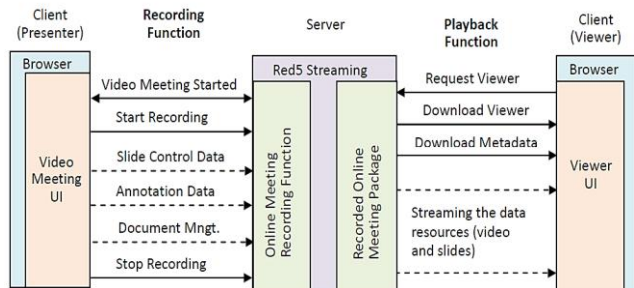 Client
(Presenter)
Recording
Function
Server
Playback
Function
Client
(Viewer)
Browser
Red5 Streaming
Browser
Video
Meeting
UI
Video Meeting Started
Start Recording
Slide Control Data
Annotation Data
Document Mngt.
Stop Recording
Online Meeting
Recording Function
Recorded Online
Meeting Package
Request Viewer
Download Viewer
Download Metadata
Streaming the data
resources (video
and slides)
Viewer
UI